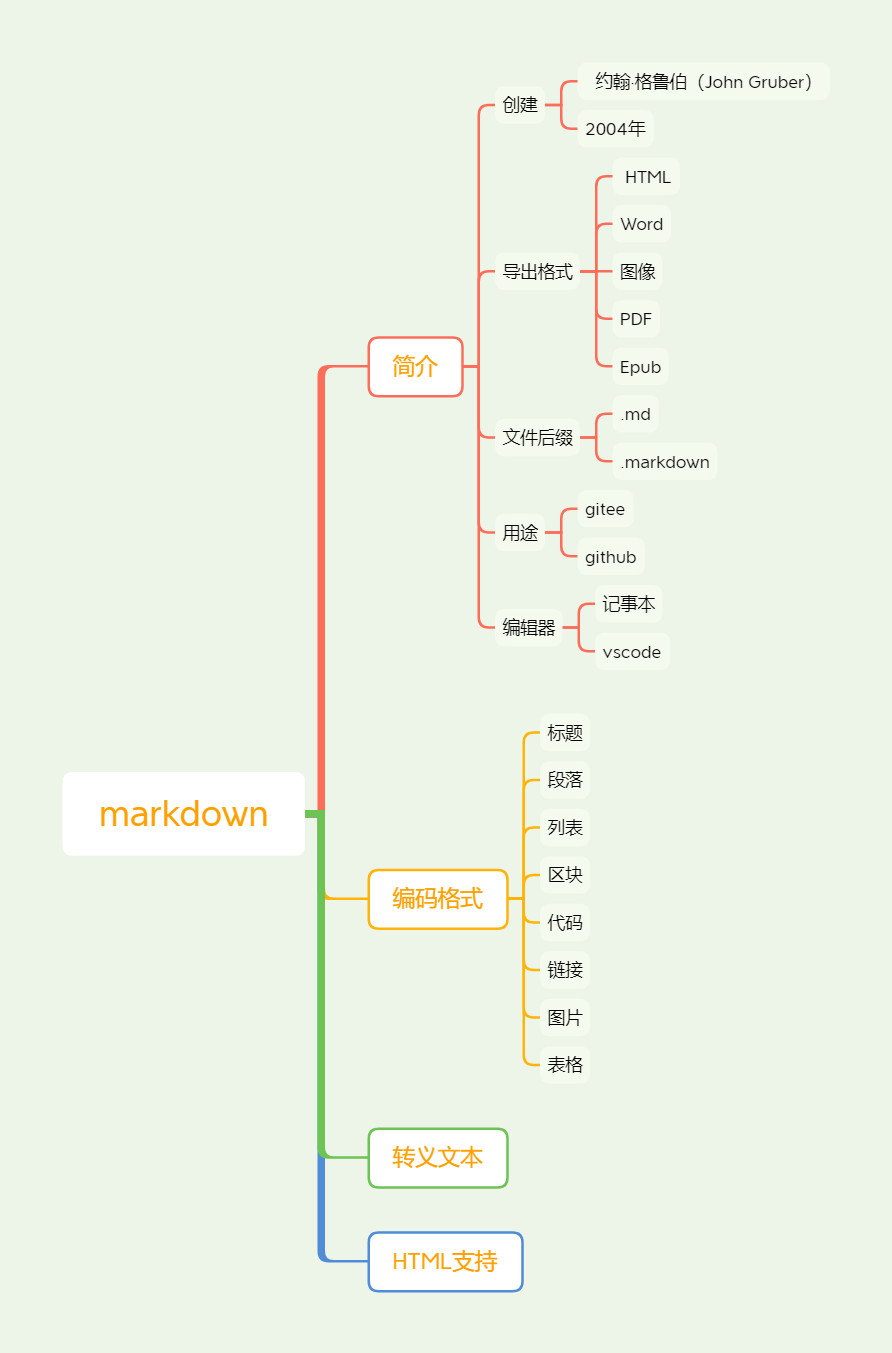 markdown
简介
创建
约翰·格鲁伯（John Gruber）
2004年
导出格式
HTML
Word
图像
PDF
Epub
文件后缀
.md
.markdown
用途
gitee
github
编辑器
记事本
vscode
编码格式
标题
段落
列表
区块
代码
链接
图片
表格
转义文本
HTML支持